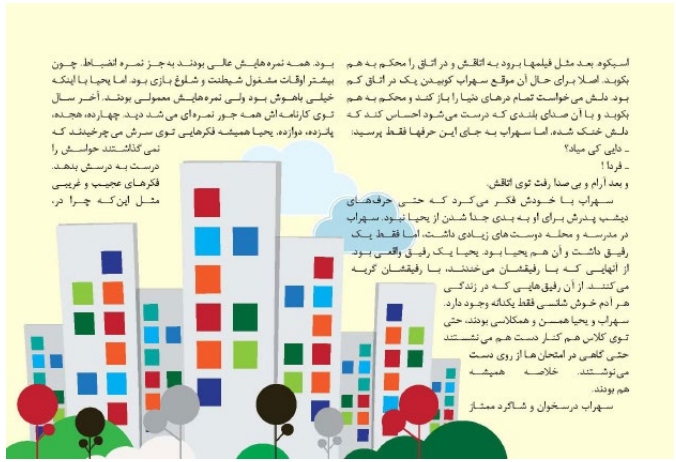 اسبکوه. بعد مثل فیلمها برود به اتاقش و در اتاق را محکم به هم
بکوبد. اصلا برای حال آن موقع سهراب کوبیدن یک در اتاق کم
بود. دلش می‌خواست تمام درهای دنیا را باز کند و محکم به هم
بکوبد و با آن صدای بلندی که درست می‌شود احساس کند که
دلش خنک شده. اما سهراب به جای این حرفها فقط پرسید:
ـ دایی کی میاد؟
ـ فردا !
و بعد آرام و بی صدا رفت توی اتاقش.
سهراب با خودش فکر می‌کرد که حتی حرف‌های
دیشب پدرش برای او به بدی جدا شدن از یحیا نبود. سهراب
در مدرسه و محله دوست‌های زیادی داشت، اما فقط یک
رفیق داشت و آن هم یحیا بود. یحیا یک رفیق واقعی بود.
از آنهایی که با رفیقشان می‌خندند، با رفیقشان گریه
می‌کنند. از آن رفیق‌هایی که در زندگی
هر آدم خوش شانسی فقط یکدانه وجود دارد.
سهراب و یحیا همسن و همکلاسی بودند، حتی
توی کلاس هم کنار دست هم می‌نشستند
حتی گاهی در امتحان‌ها از روی دست
می‌نوشتند. خلاصه همیشه
هم بودند.
سهراب درسخوان و شاگرد ممتاز
بود. همه نمره‌هایش عالی بودند به جز نمره انضباط. چون
بیشتر اوقات مشغول شیطنت و شلوغ بازی بود. اما یحیا با اینکه
خیلی باهوش بود ولی نمره‌هایش معمولی بودند. آخر سال
توی کارنامه‌اش همه جور نمره‌ای می‌شد دید. چهارده، هجده،
پانزده، دوازده. یحیا همیشه فکرهایی توی سرش می‌چرخیدند که
نمی گذاشتند حواسش را
درست به درسش بدهد.
فکرهای عجیب و غریبی
مثل این‌که چرا در،